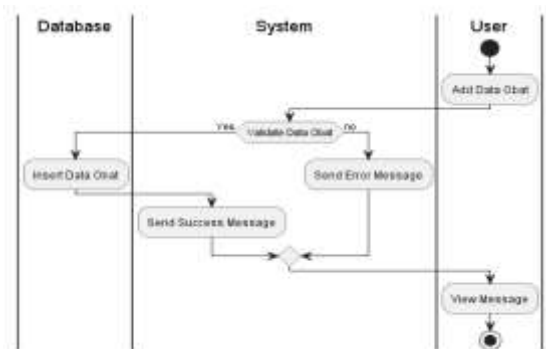 Database System User
Add Data Obat
Yes Validate Data Obat no
Insert Data Obat Send Error Message
Send Success Message
View Message